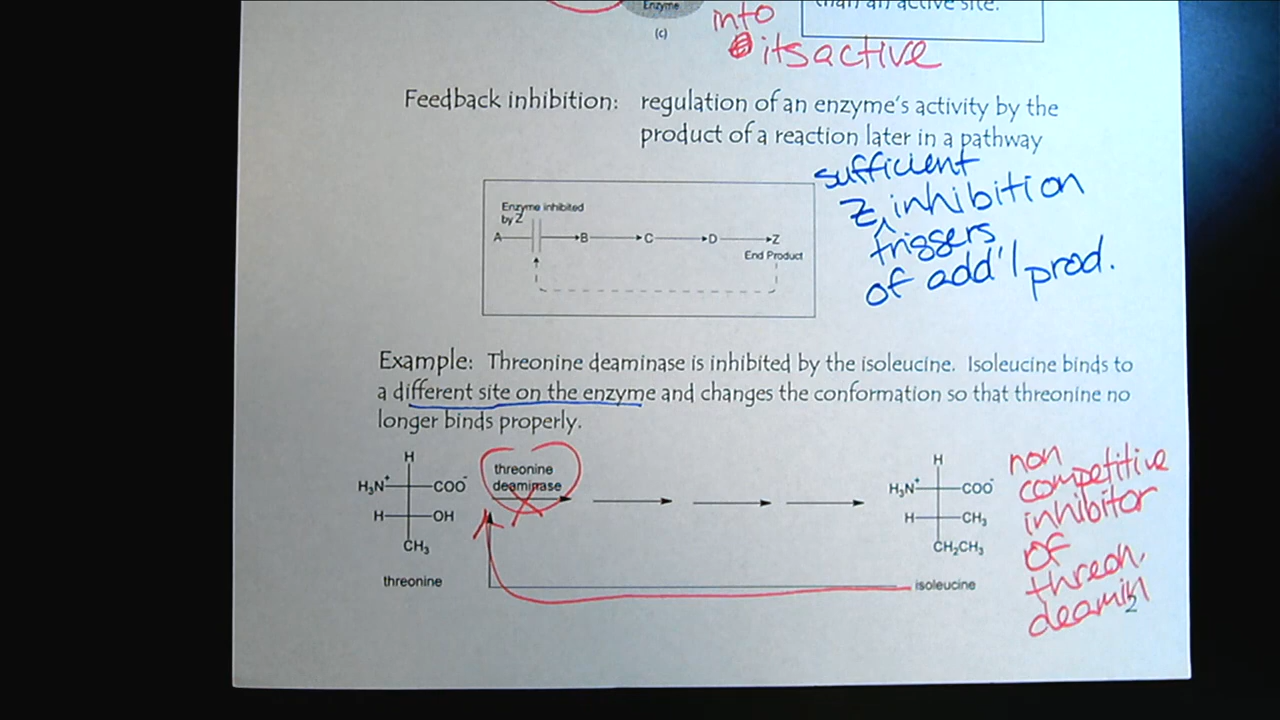 than an active site.
Enzyme
(c)
into
its active
Feedback inhibition: regulation of an enzyme's activity by the
product of a reaction later in a pathway
sufficient
Z inhibition
^
triggers
of add'l prod.
Enzyme inhibited
by Z
A B C D Z
End Product
Example: Threonine deaminase is inhibited by the isoleucine. Isoleucine binds to
a different site on the enzyme and changes the conformation so that threonine no
longer binds properly.
H
H₃N⁺ COO⁻
H OH
CH₃
threonine
threonine
deaminase
H
H₃N⁺ COO⁻
H CH₃
CH₂CH₃
isoleucine
non
competitive
inhibitor
of
threon.
deamin
2